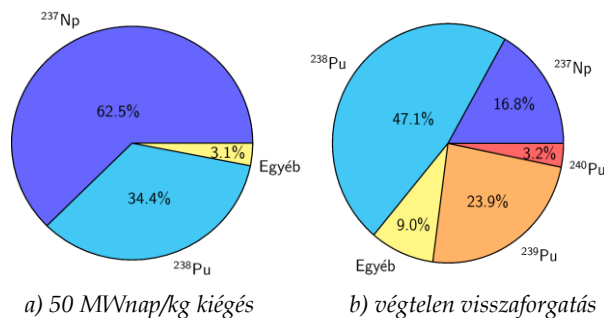 ²³⁷Np
62.5%
3.1%
Egyéb
34.4%
²³⁸Pu
a) 50 MWnap/kg kiégés
²³⁸Pu
²³⁷Np
47.1%
16.8%
3.2%
²⁴⁰Pu
23.9%
9.0%
²³⁹Pu
Egyéb
b) végtelen visszaforgatás